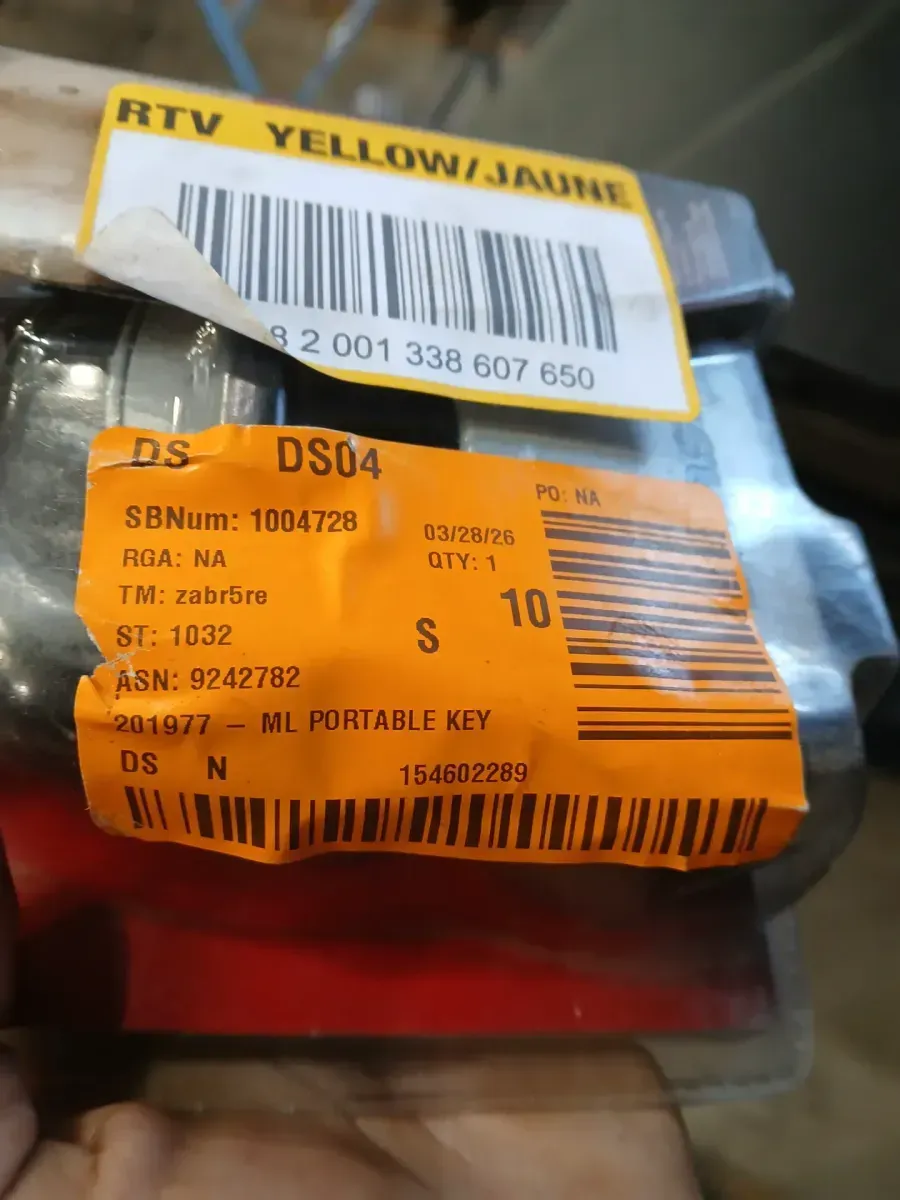 RTV YELLOW/JAUNE
8 2 001 338 607 650
DS DS04
PO: NA
SBNum: 1004728
03/28/26
RGA: NA
QTY: 1
TM: zabr5re
10
ST: 1032
S
ASN: 9242782
201977 – ML PORTABLE KEY
DS N
154602289